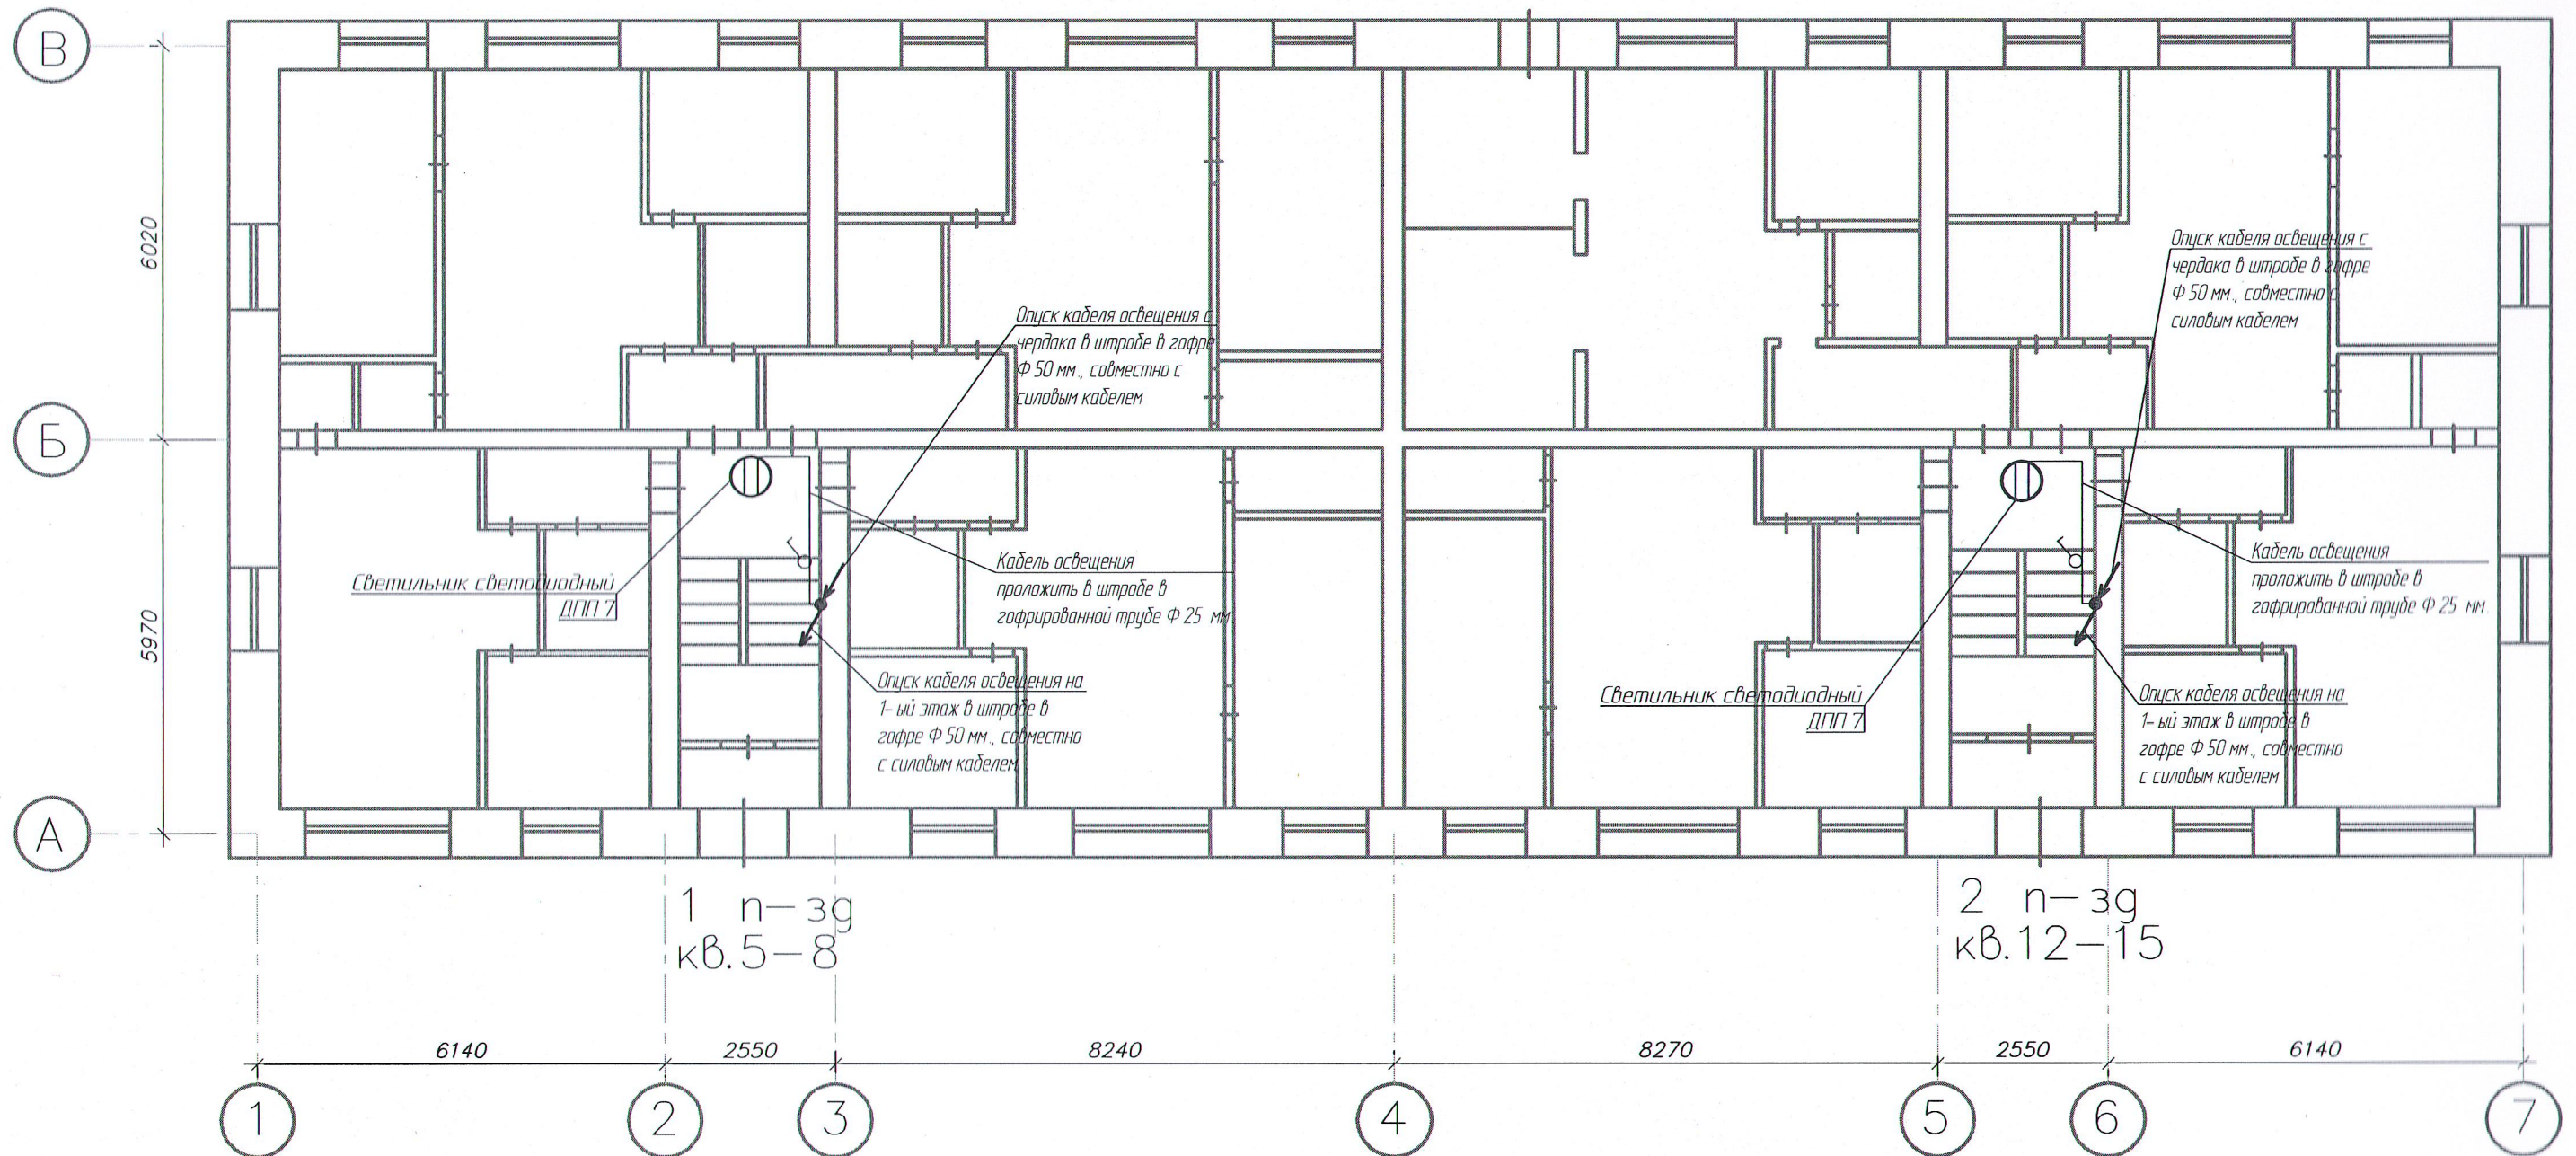 В
6020
Б
5970
А
Опуск кабеля освещения с
чердака в штробе в гофре
Ф 50 мм., совместно с
силовым кабелем
Опуск кабеля освещения с
чердака в штробе в гофре
Ф 50 мм., совместно с
силовым кабелем
Светильник светодиодный
ДПП 7
Кабель освещения
проложить в штробе в
гофрированной трубе Ф 25 мм
Опуск кабеля освещения на
1-ый этаж в штробе в
гофре Ф 50 мм., совместно
с силовым кабелем
Светильник светодиодный
ДПП 7
Кабель освещения
проложить в штробе в
гофрированной трубе Ф 25 мм.
Опуск кабеля освещения на
1-ый этаж в штробе в
гофре Ф 50 мм., совместно
с силовым кабелем
1 п-зд
кв.5-8
2 п-зд
кв.12-15
6140
2550
8240
8270
2550
6140
1
2
3
4
5
6
7